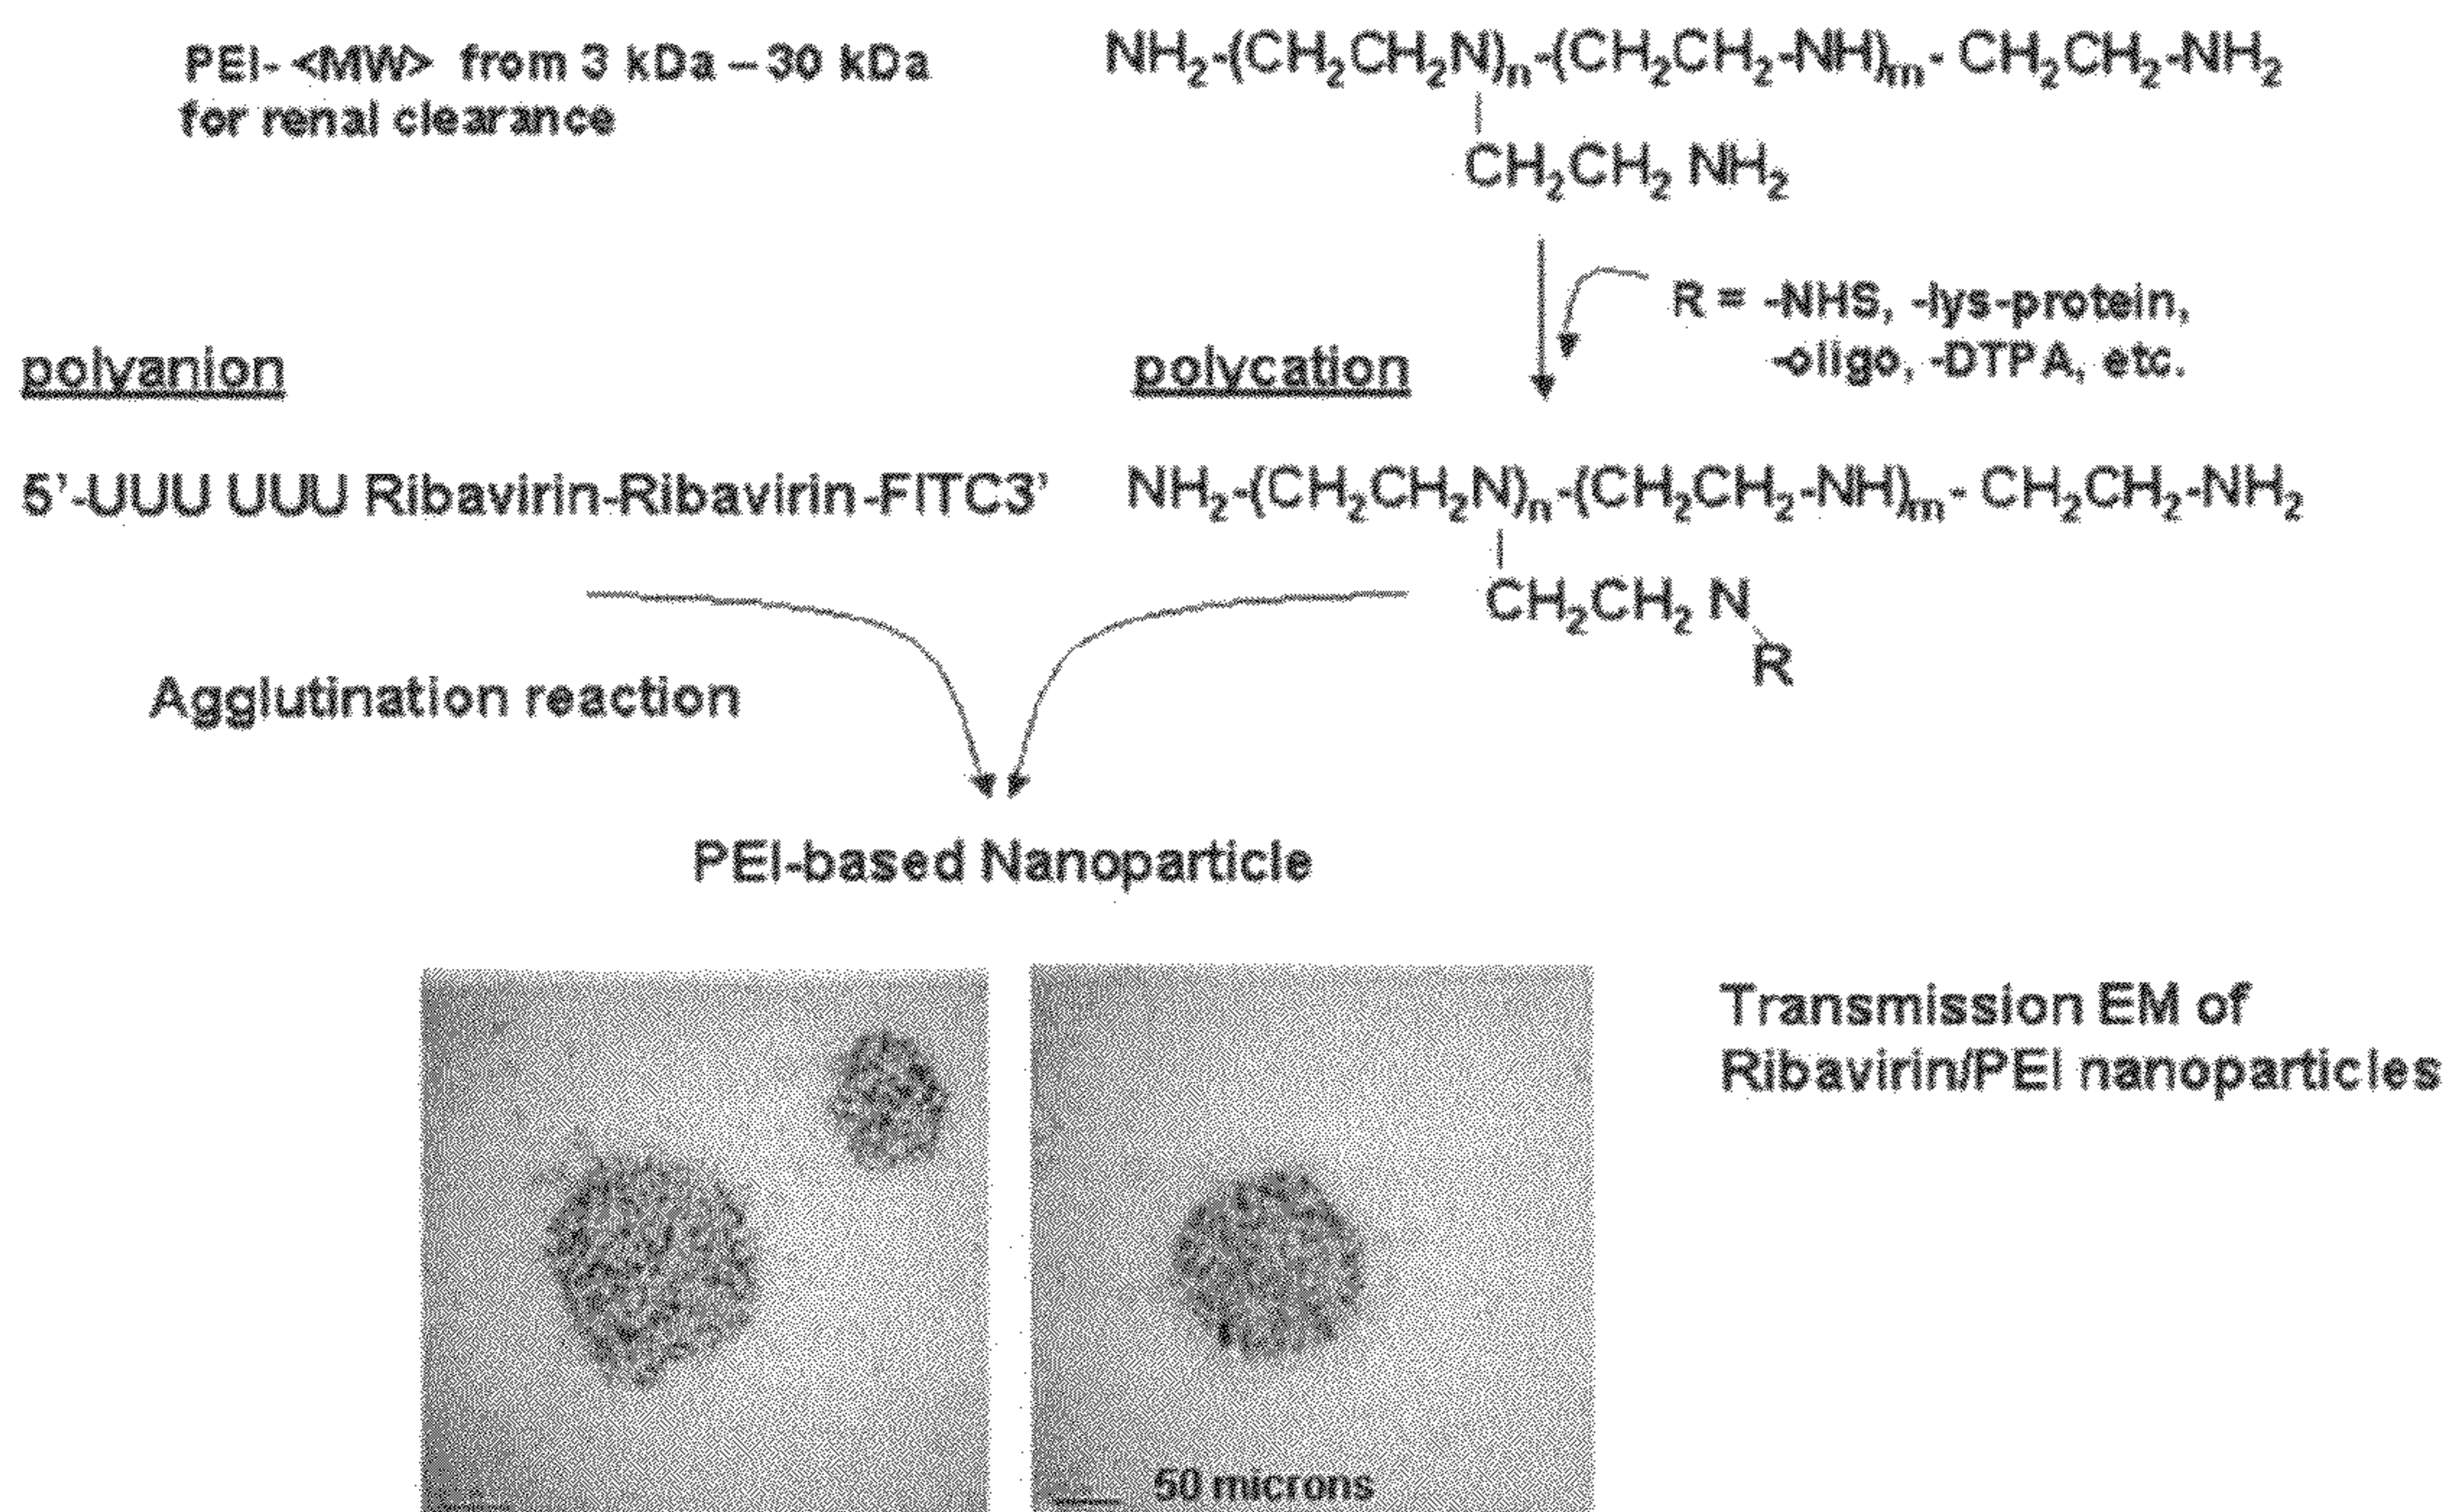 PEI- <MW> from 3 kDa – 30 kDa
for renal clearance
NH2-(CH2CH2N)n-(CH2CH2-NH)m- CH2CH2-NH2
CH2CH2 NH2
R = -NHS, -lys-protein,
-oligo, -DTPA, etc.
polyanion
polycation
5'-UUU UUU Ribavirin-Ribavirin-FITC3'
NH2-(CH2CH2N)n-(CH2CH2-NH)m- CH2CH2-NH2
CH2CH2 N
R
Agglutination reaction
PEI-based Nanoparticle
Transmission EM of
Ribavirin/PEI nanoparticles
50 microns